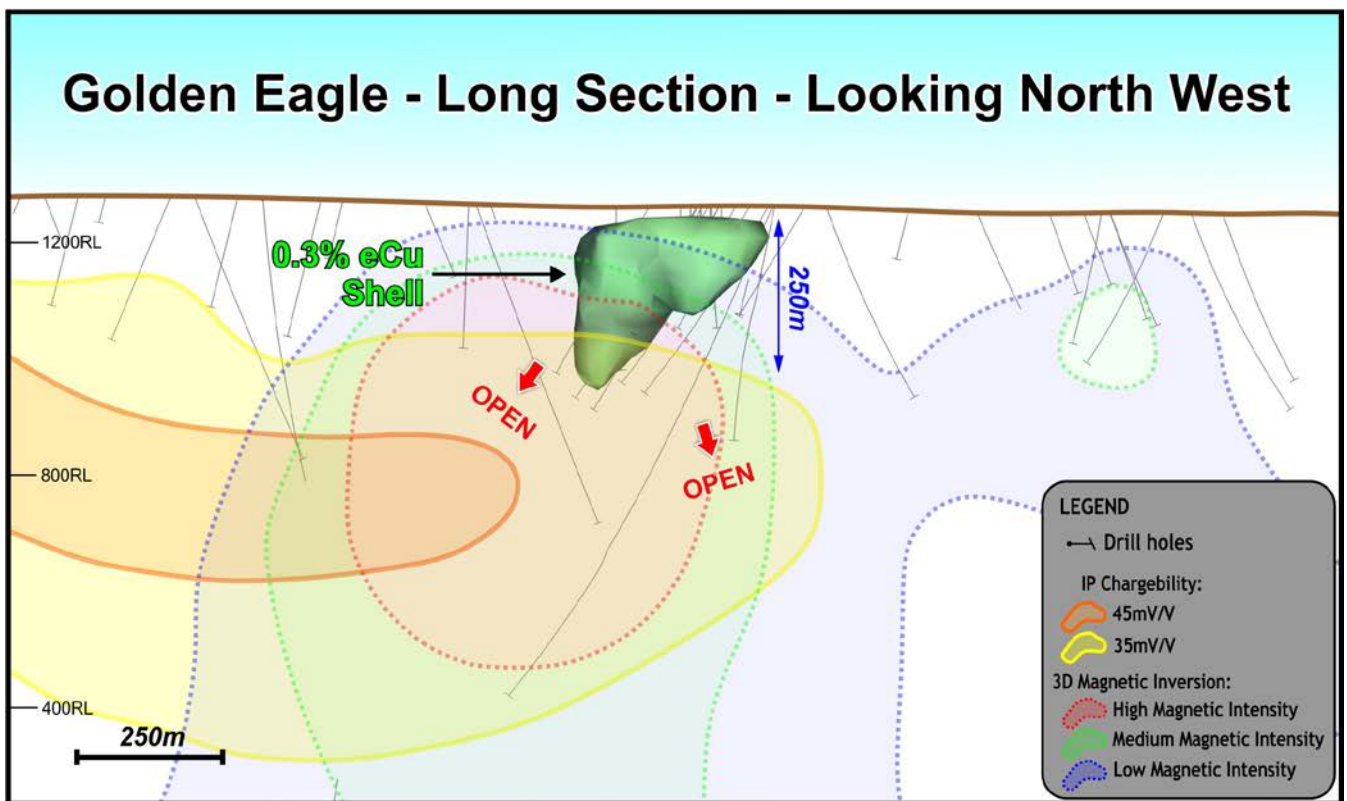 Golden Eagle - Long Section - Looking North West
1200RL
0.3% eCu
Shell
250m
OPEN
OPEN
800RL
400RL
250m
LEGEND
Drill holes
IP Chargebility:
45mV/V
35mV/V
3D Magnetic Inversion:
High Magnetic Intensity
Medium Magnetic Intensity
Low Magnetic Intensity